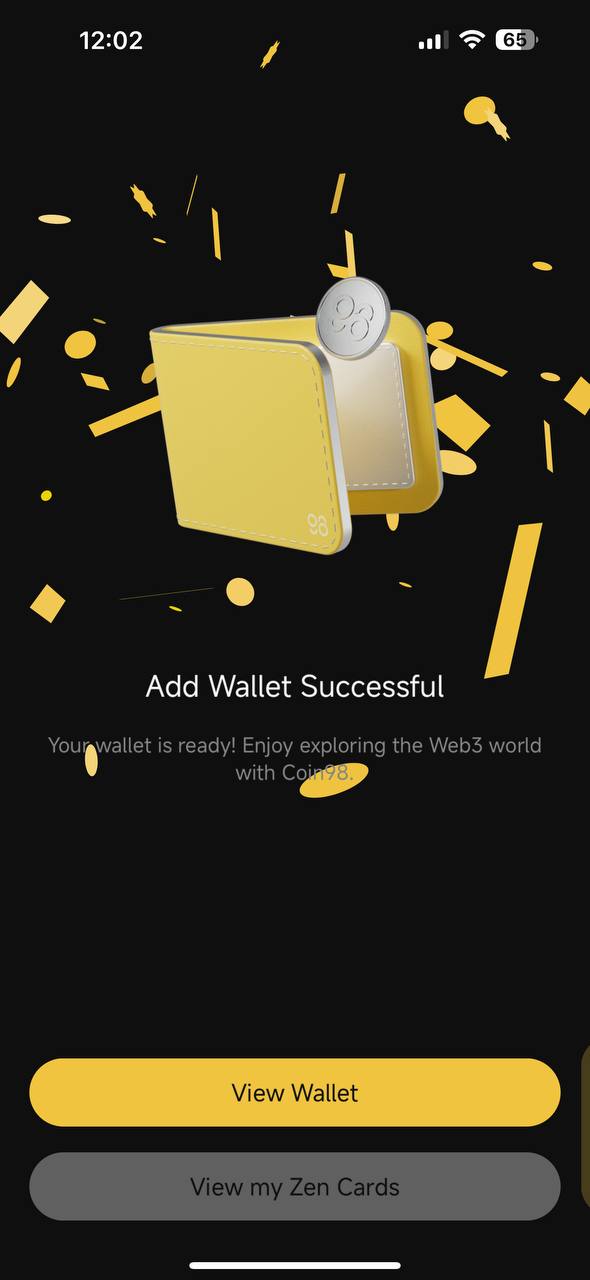 12:02
65
Add Wallet Successful
Your wallet is ready! Enjoy exploring the Web3 world
with Coin98.
View Wallet
View my Zen Cards